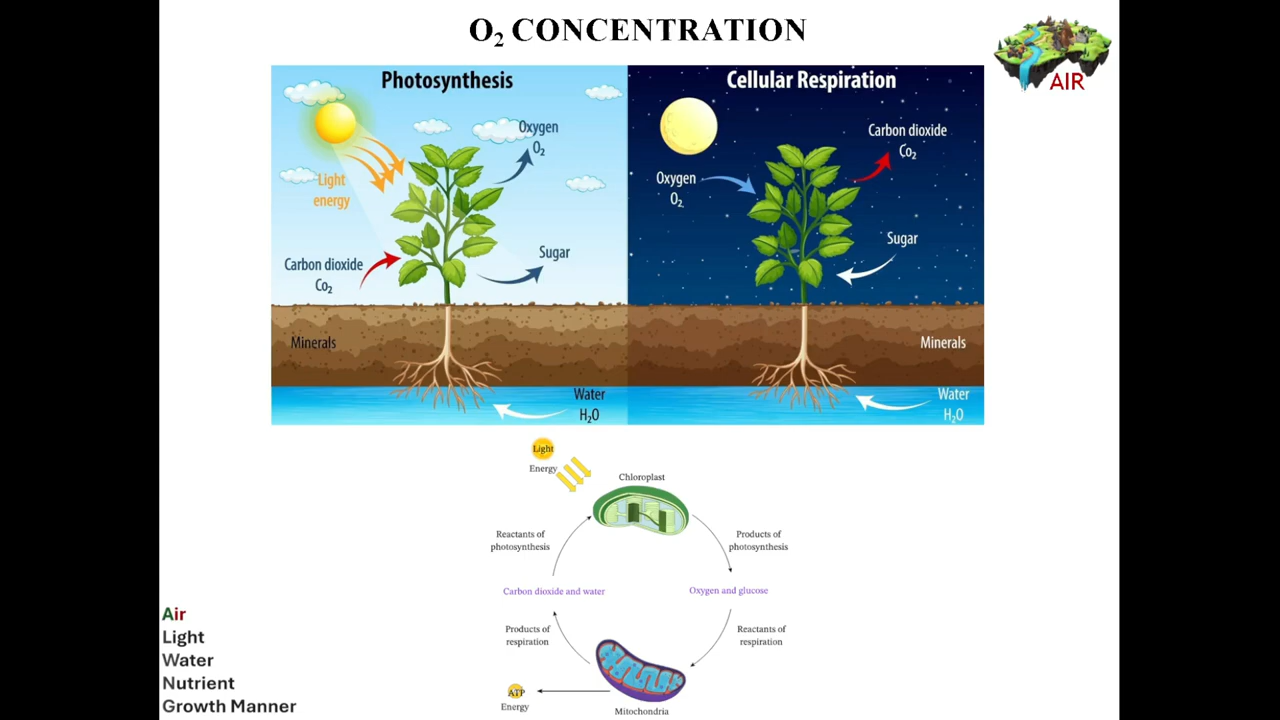 O₂ CONCENTRATION
AIR
Photosynthesis
Oxygen
O₂
Light
energy
Carbon dioxide
Co₂
Sugar
Minerals
Water
H₂O
Cellular Respiration
Carbon dioxide
Co₂
Oxygen
O₂
Sugar
Minerals
Water
H₂O
Light
Energy
Chloroplast
Reactants of
photosynthesis
Products of
photosynthesis
Carbon dioxide and water
Oxygen and glucose
Products of
respiration
Reactants of
respiration
ATP
Energy
Mitochondria
Air
Light
Water
Nutrient
Growth Manner